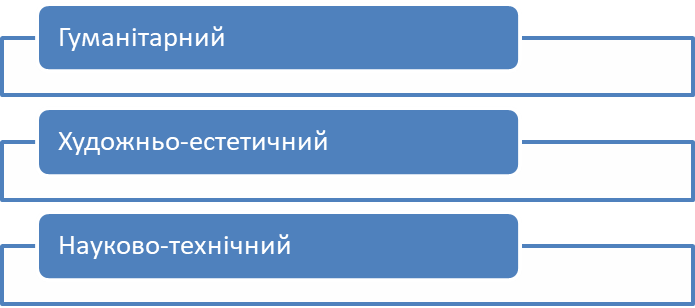 Гуманітарний
Художньо-естетичний
Науково-технічний